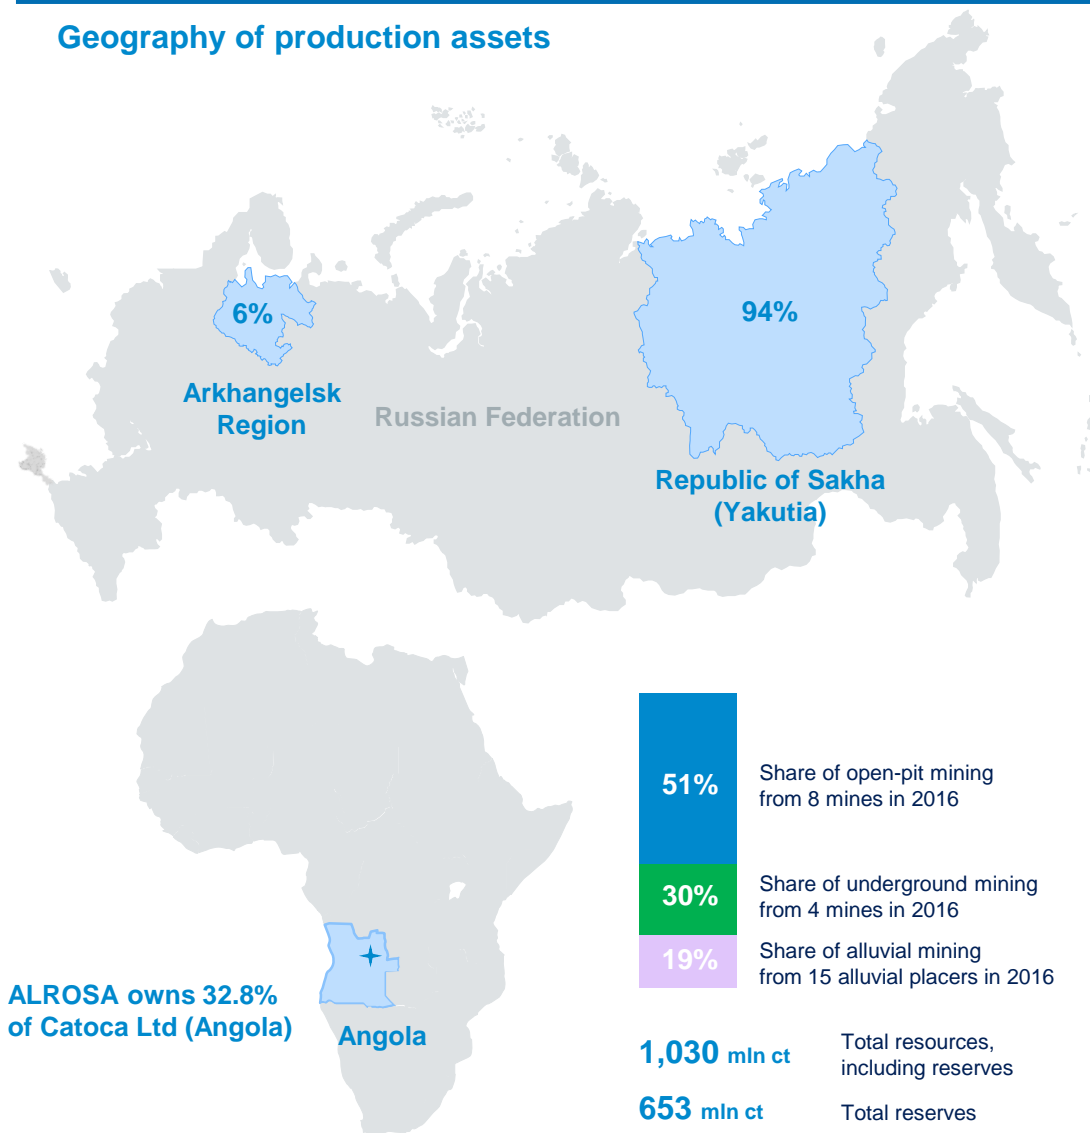 Geography of production assets
6%
94%
Arkhangelsk
Region
Russian Federation
Republic of Sakha
(Yakutia)
51%
Share of open-pit mining
from 8 mines in 2016
30%
Share of underground mining
from 4 mines in 2016
19%
Share of alluvial mining
from 15 alluvial placers in 2016
ALROSA owns 32.8%
of Catoca Ltd (Angola)
Angola
1,030 mln ct
Total resources,
including reserves
653 mln ct
Total reserves